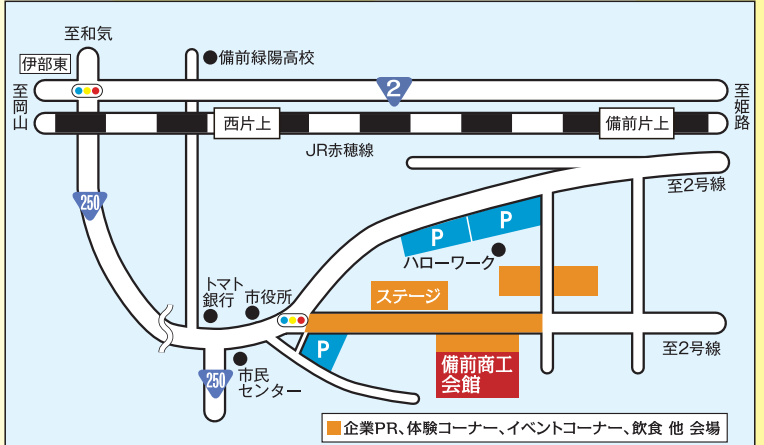 至和気
伊部東
備前緑陽高校
至岡山
2
至姫路
西片上
備前片上
JR赤穂線
至2号線
250
P
P
ハローワーク
トマト
銀行
市役所
ステージ
P
至2号線
備前商工
会館
250
市民
センター
企業PR、体験コーナー、イベントコーナー、飲食 他 会場